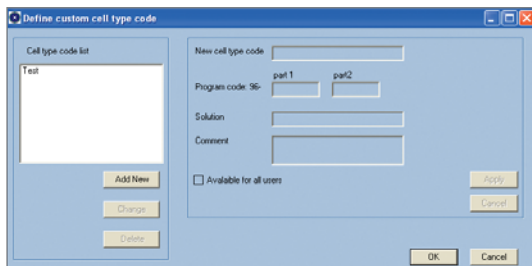 Define custom cell type code
Cell type code list
Test
Add New
Change
Delete
New cell type code
part 1 part2
Program code: 96-
Solution
Comment
Available for all users
Apply
Cancel
OK Cancel